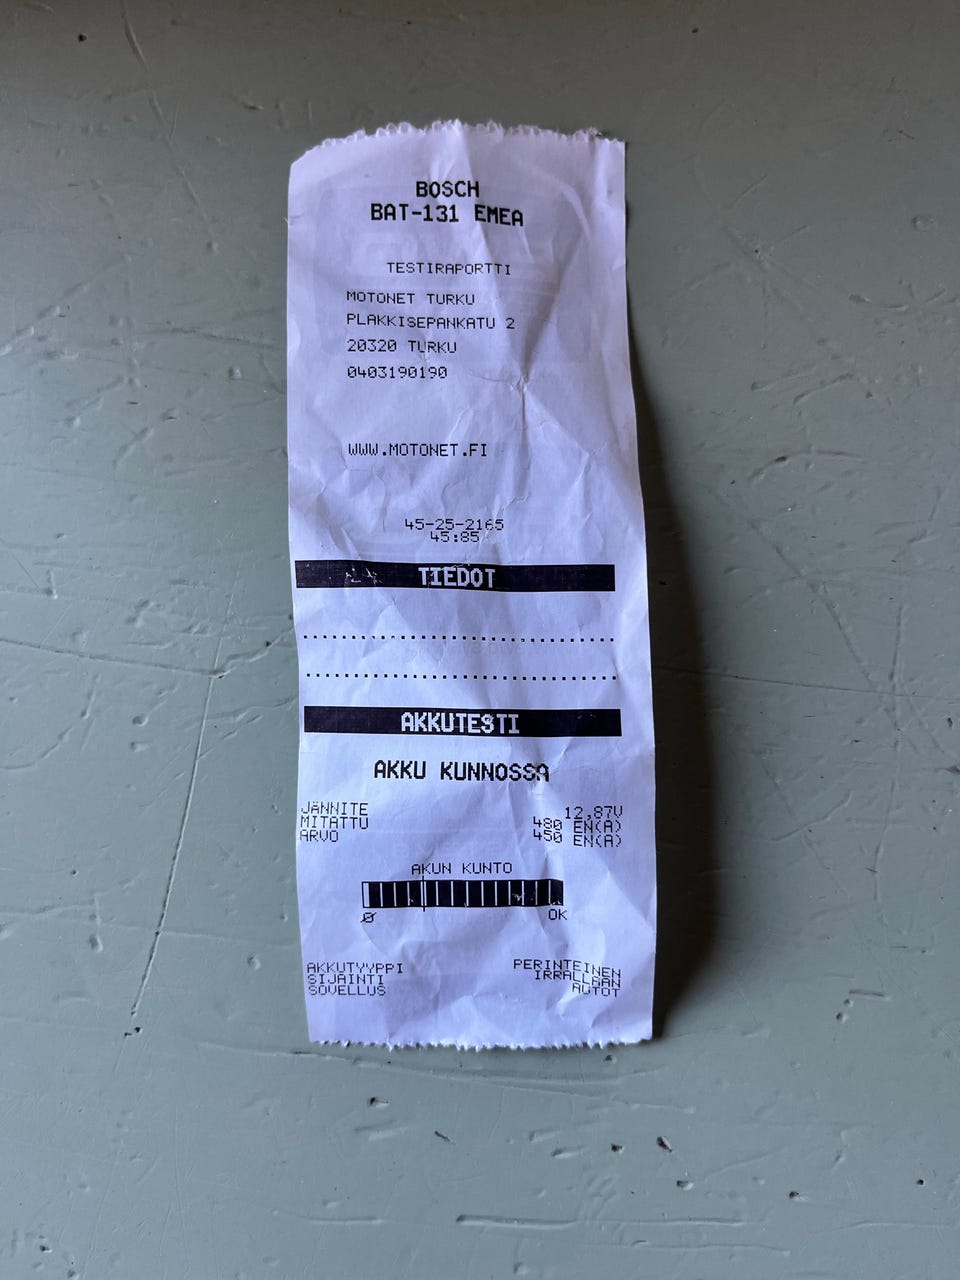 BOSCH
BAT-131 EMEA
TESTIRAPORTTI
MOTONET TURKU
PLAKKISEPANKATU 2
20320 TURKU
0403190190
WWW.MOTONET.FI
45-25-2165
45:85
TIEDOT
AKKUTESTI
AKKU KUNNOSSA
JÄNNITE 12,87V
MITATTU 480 EN(A)
ARVO 450 EN(A)
AKUN KUNTO
0 OK
AKKUTYYPPI PERINTEINEN
SIJAINTI IRRALLAAN
SOVELLUS AUTOT